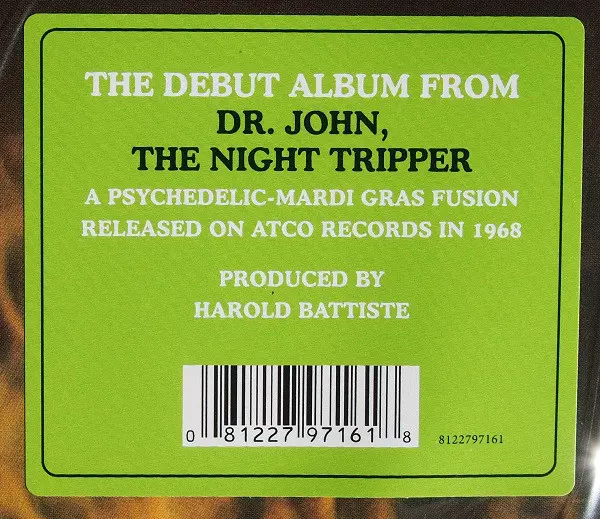 THE DEBUT ALBUM FROM
DR. JOHN,
THE NIGHT TRIPPER
A PSYCHEDELIC-MARDI GRAS FUSION
RELEASED ON ATCO RECORDS IN 1968
PRODUCED BY
HAROLD BATTISTE
0 81227 97161 8
8122797161